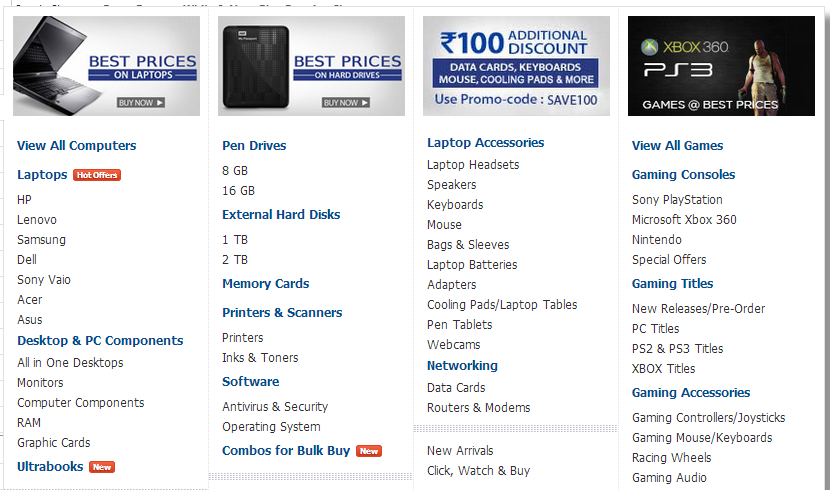 BEST PRICES
ON LAPTOPS
BUY NOW
View All Computers
Laptops Hot Offers
HP
Lenovo
Samsung
Dell
Sony Vaio
Acer
Asus
Desktop & PC Components
All in One Desktops
Monitors
Computer Components
RAM
Graphic Cards
Ultrabooks New
WD
My Passport
BEST PRICES
ON HARD DRIVES
BUY NOW
Pen Drives
8 GB
16 GB
External Hard Disks
1 TB
2 TB
Memory Cards
Printers & Scanners
Printers
Inks & Toners
Software
Antivirus & Security
Operating System
Combos for Bulk Buy New
₹100 ADDITIONAL
DISCOUNT
DATA CARDS, KEYBOARDS
MOUSE, COOLING PADS & MORE
Use Promo-code : SAVE100
Laptop Accessories
Laptop Headsets
Speakers
Keyboards
Mouse
Bags & Sleeves
Laptop Batteries
Adapters
Cooling Pads/Laptop Tables
Pen Tablets
Webcams
Networking
Data Cards
Routers & Modems
New Arrivals
Click, Watch & Buy
XBOX 360
PS3
GAMES @ BEST PRICES
View All Games
Gaming Consoles
Sony PlayStation
Microsoft Xbox 360
Nintendo
Special Offers
Gaming Titles
New Releases/Pre-Order
PC Titles
PS2 & PS3 Titles
XBOX Titles
Gaming Accessories
Gaming Controllers/Joysticks
Gaming Mouse/Keyboards
Racing Wheels
Gaming Audio